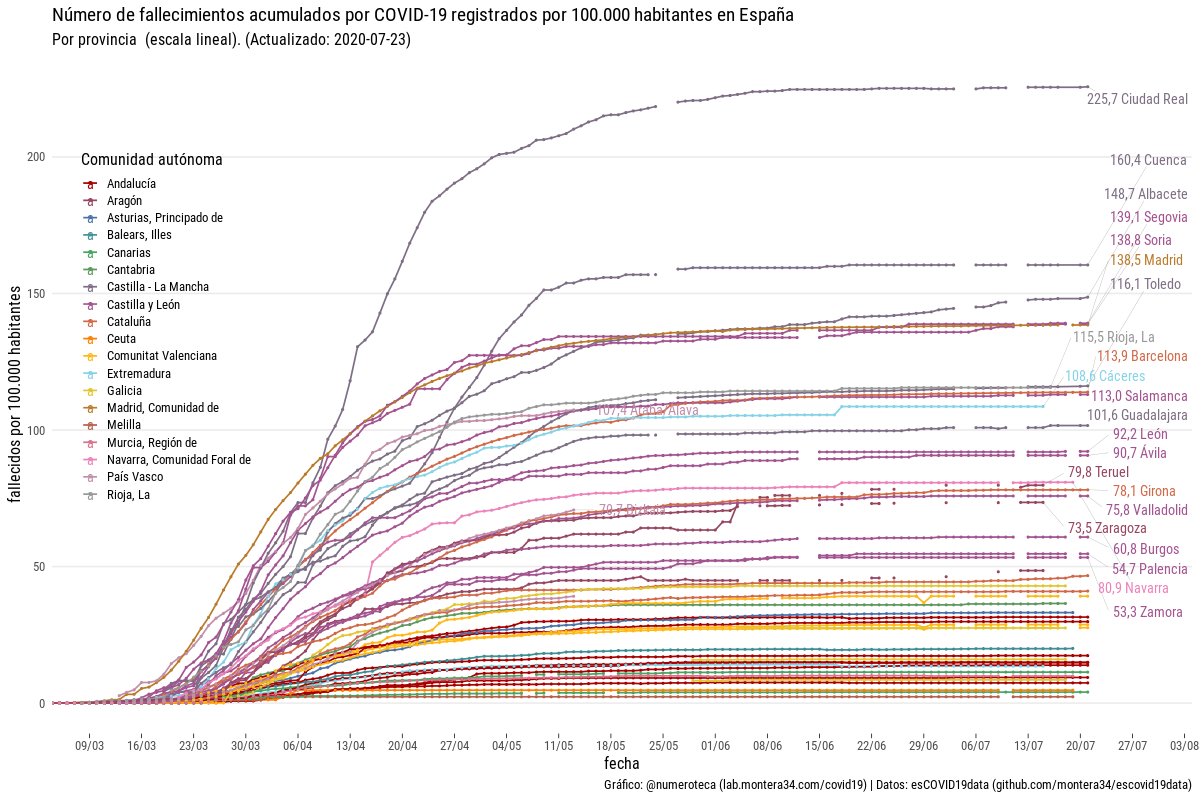 Número de fallecimientos acumulados por COVID-19 registrados por 100.000 habitantes en España
Por provincia (escala lineal). (Actualizado: 2020-07-23)
fallecidos por 100.000 habitantes
200
150
100
50
0
Comunidad autónoma
Andalucía
Aragón
Asturias, Principado de
Balears, Illes
Canarias
Cantabria
Castilla - La Mancha
Castilla y León
Cataluña
Ceuta
Comunitat Valenciana
Extremadura
Galicia
Madrid, Comunidad de
Melilla
Murcia, Región de
Navarra, Comunidad Foral de
País Vasco
Rioja, La
225,7 Ciudad Real
160,4 Cuenca
148,7 Albacete
139,1 Segovia
138,8 Soria
138,5 Madrid
116,1 Toledo
115,5 Rioja, La
113,9 Barcelona
108,6 Cáceres
113,0 Salamanca
107,4 Araba/Álava
101,6 Guadalajara
92,2 León
90,7 Ávila
79,8 Teruel
78,1 Girona
75,8 Valladolid
73,5 Zaragoza
60,8 Burgos
54,7 Palencia
80,9 Navarra
53,3 Zamora
09/03 16/03 23/03 30/03 06/04 13/04 20/04 27/04 04/05 11/05 18/05 25/05 01/06 08/06 15/06 22/06 29/06 06/07 13/07 20/07 27/07 03/08
fecha
Gráfico: @numeroteca (lab.montera34.com/covid19) | Datos: esCOVID19data (github.com/montera34/escovid19data)